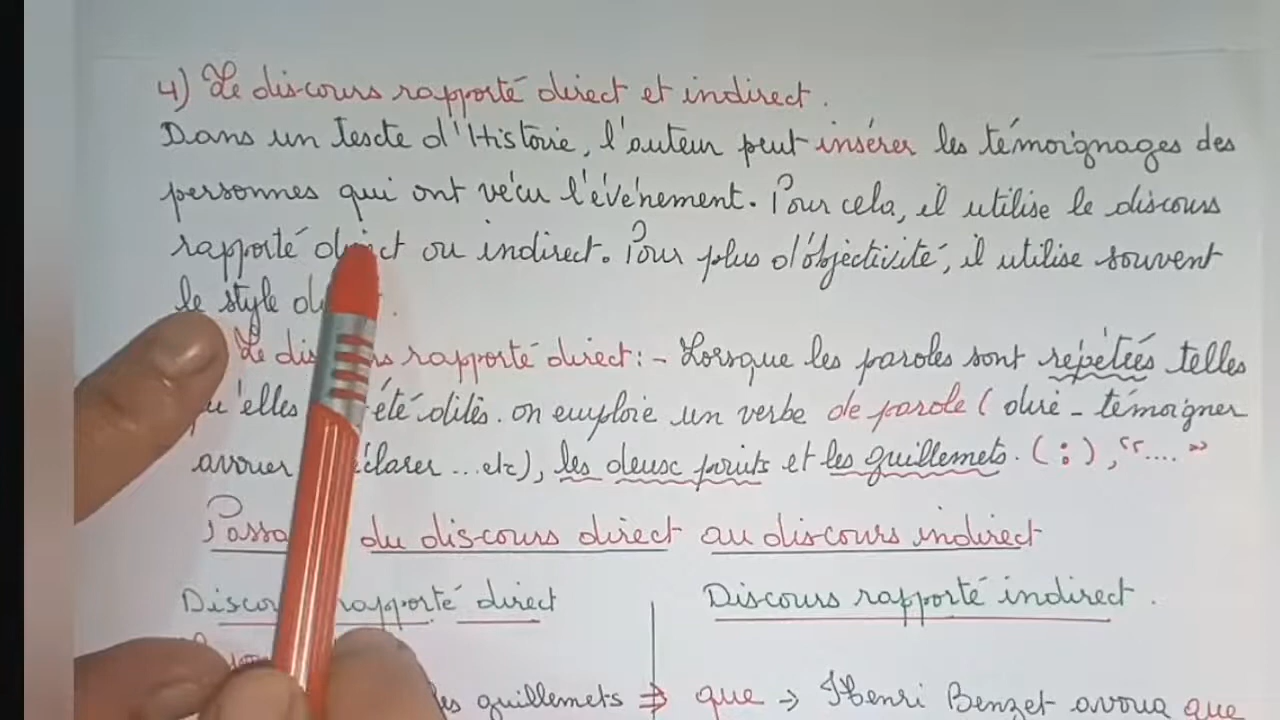 4) Le discours rapporté direct et indirect.
Dans un texte d'Histoire, l'auteur peut insérer les témoignages des
personnes qui ont vécu l'événement. Pour cela, il utilise le discours
rapporté direct ou indirect. Pour plus d'objectivité, il utilise souvent
le style
Le rapporté direct : - Lorsque les paroles sont répétées telles
qu'elles été dites. on emploie un verbe de parole ( dire - témoigner
avouer déclarer ... etc), les deux points et les guillemets. ( : ) , ".... "
du discours direct au discours indirect
rapporté direct
Discours rapporté indirect.
les guillemets ⇒ que → Henri Benzet avoua que